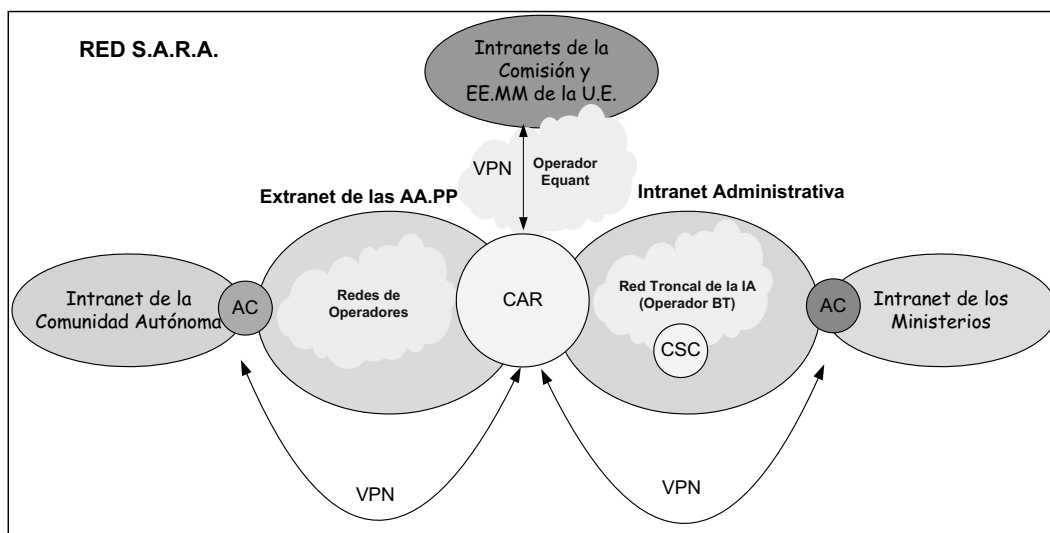 RED S.A.R.A.
Intranets de la
Comisión y
EE.MM de la U.E.
VPN
Operador
Equant
Extranet de las AA.PP
Intranet Administrativa
Intranet de la
Comunidad Autónoma
AC
Redes de
Operadores
CAR
Red Troncal de la IA
(Operador BT)
CSC
AC
Intranet de los
Ministerios
VPN
VPN